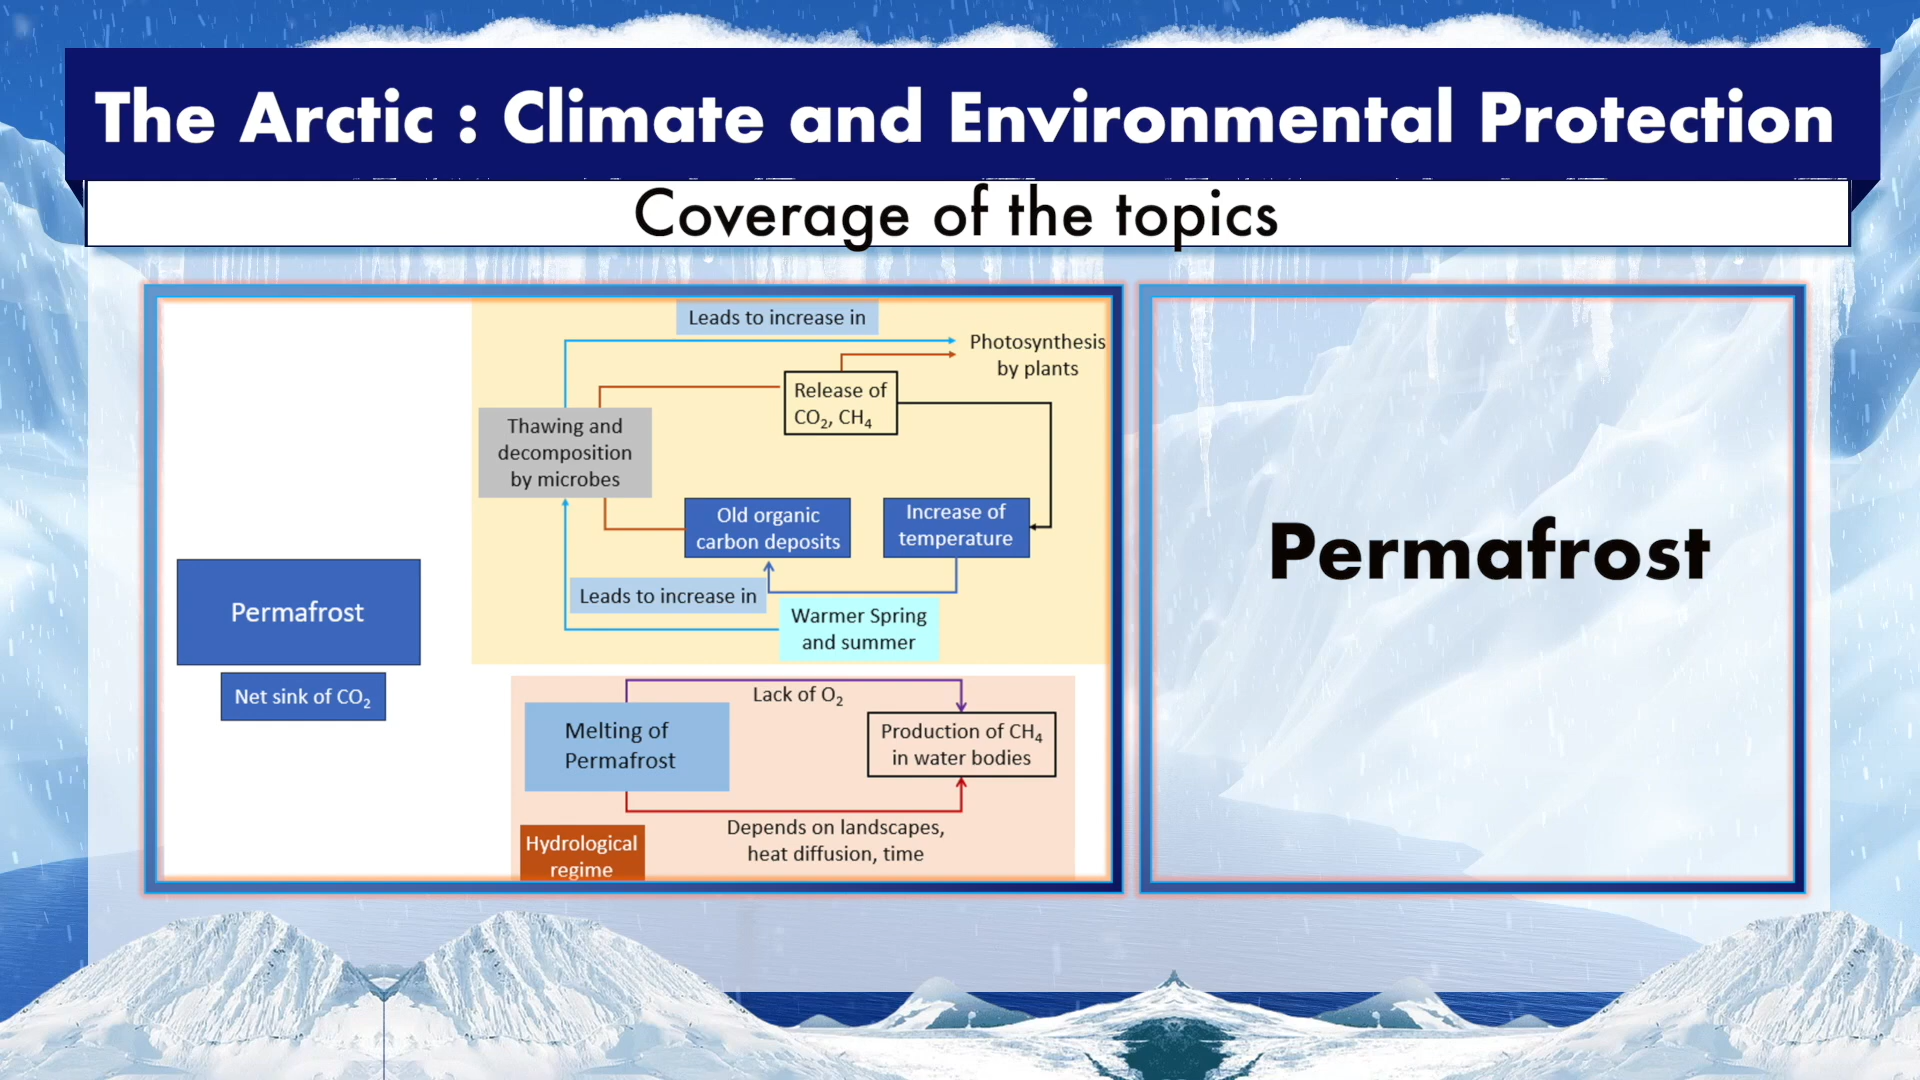 The Arctic : Climate and Environmental Protection
Coverage of the topics
Leads to increase in
Photosynthesis
by plants
Release of
CO₂, CH₄
Thawing and
decomposition
by microbes
Old organic
carbon deposits
Increase of
temperature
Leads to increase in
Warmer Spring
and summer
Permafrost
Net sink of CO₂
Lack of O₂
Melting of
Permafrost
Production of CH₄
in water bodies
Depends on landscapes,
heat diffusion, time
Hydrological
regime
Permafrost